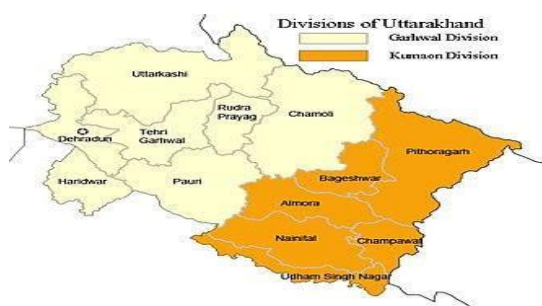 Divisions of Uttarakhand
Garhwal Division
Kumaon Division
Uttarkashi
Rudra
Prayag
Chamoli
Dehradun
Tehri
Garhwal
Pithoragarh
Haridwar
Pauri
Bageshwar
Almora
Nainital
Champawat
Udham Singh Nagar